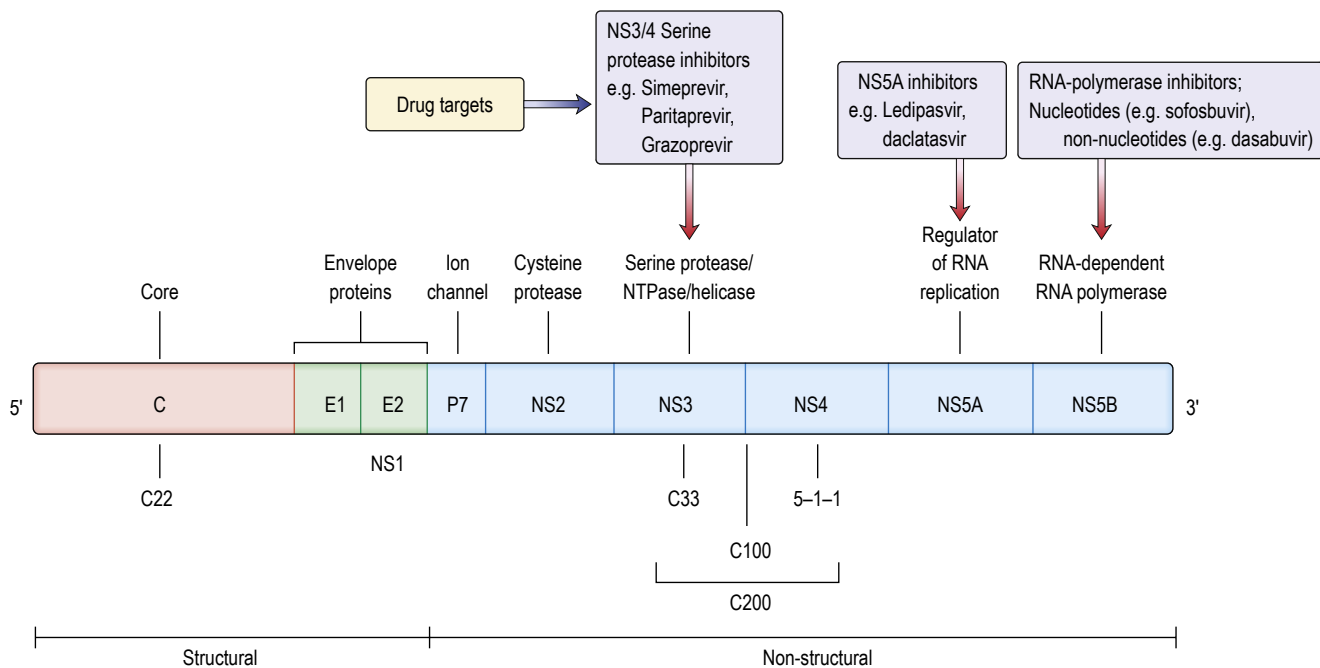 NS3/4 Serine
protease inhibitors
e.g. Simeprevir,
Paritaprevir,
Grazoprevir
Drug targets
NS5A inhibitors
e.g. Ledipasvir,
daclatasvir
RNA-polymerase inhibitors;
Nucleotides (e.g. sofosbuvir),
non-nucleotides (e.g. dasabuvir)
Core
Envelope
proteins
Ion
channel
Cysteine
protease
Serine protease/
NTPase/helicase
Regulator
of RNA
replication
RNA-dependent
RNA polymerase
5' C E1 E2 P7 NS2 NS3 NS4 NS5A NS5B 3'
NS1
C22 C33 5–1–1
C100
C200
Structural Non-structural